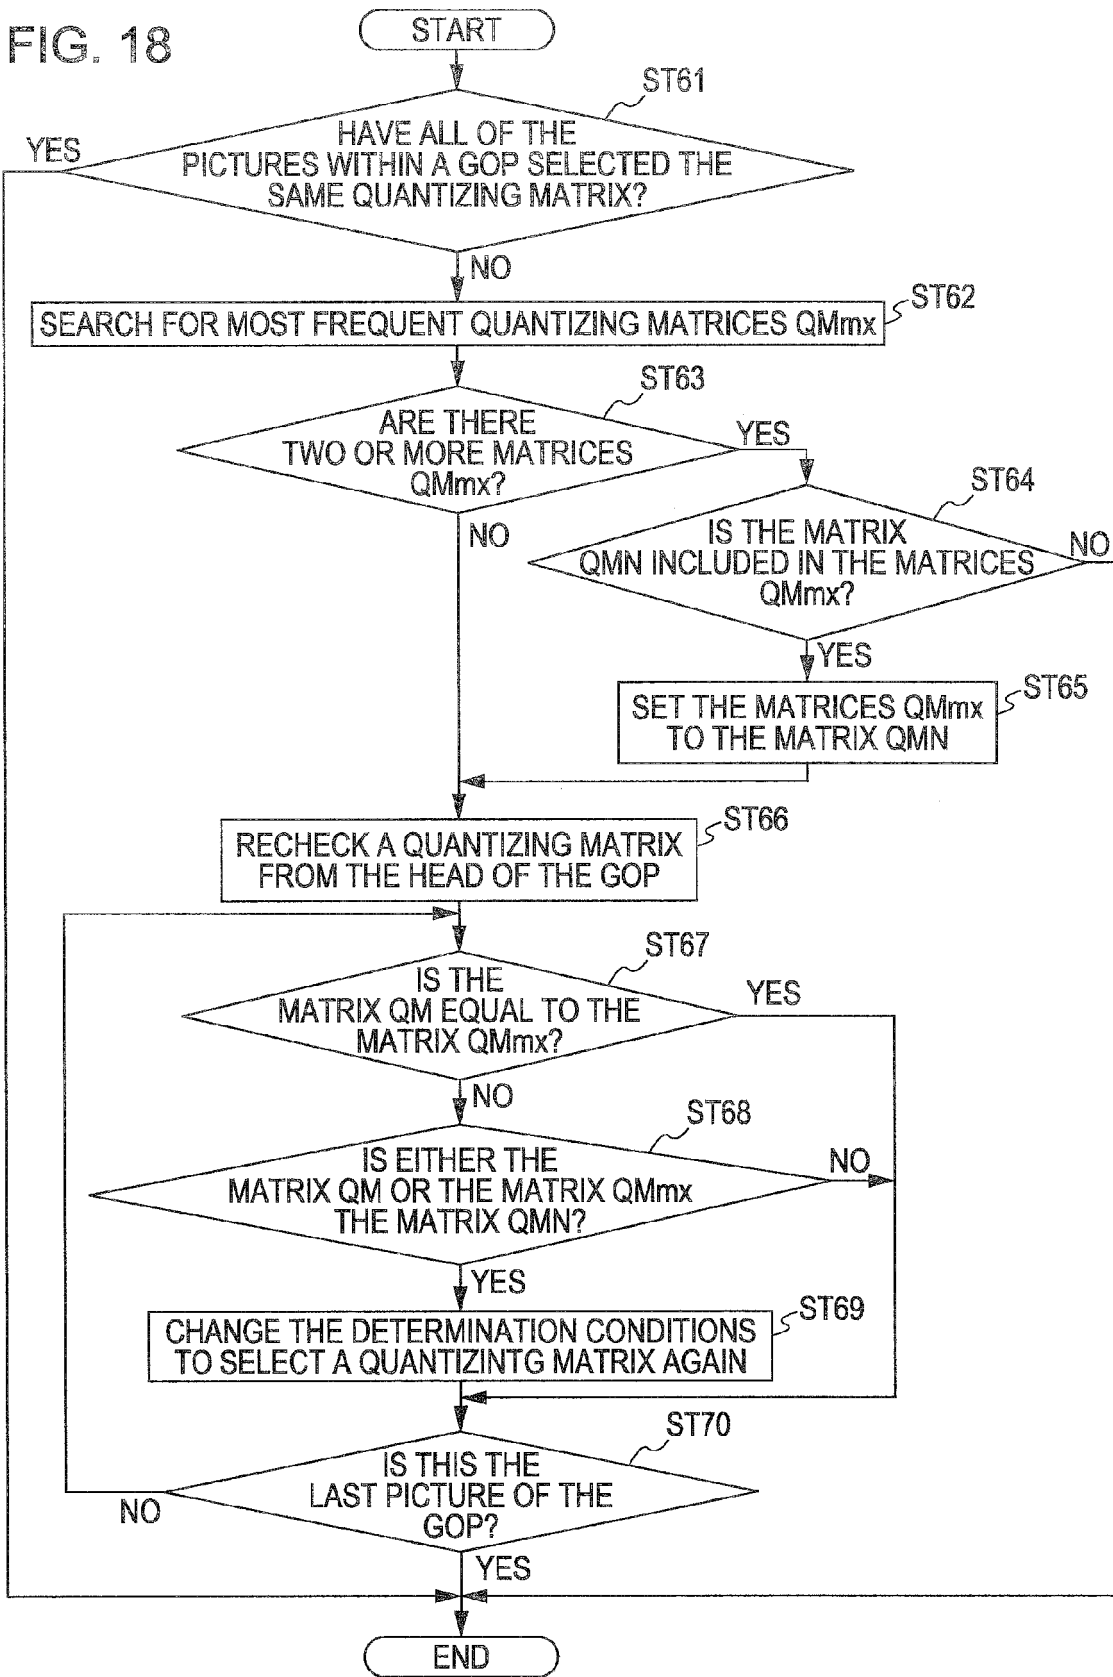 FIG. 18
START
ST61
HAVE ALL OF THE
PICTURES WITHIN A GOP SELECTED THE
SAME QUANTIZING MATRIX?
YES
NO
ST62
SEARCH FOR MOST FREQUENT QUANTIZING MATRICES QMmx
ST63
ARE THERE
TWO OR MORE MATRICES
QMmx?
YES
NO
ST64
IS THE MATRIX
QMN INCLUDED IN THE MATRICES
QMmx?
NO
YES
ST65
SET THE MATRICES QMmx
TO THE MATRIX QMN
ST66
RECHECK A QUANTIZING MATRIX
FROM THE HEAD OF THE GOP
ST67
IS THE
MATRIX QM EQUAL TO THE
MATRIX QMmx?
YES
NO
ST68
IS EITHER THE
MATRIX QM OR THE MATRIX QMmx
THE MATRIX QMN?
NO
YES
ST69
CHANGE THE DETERMINATION CONDITIONS
TO SELECT A QUANTIZINTG MATRIX AGAIN
ST70
IS THIS THE
LAST PICTURE OF THE
GOP?
NO
YES
END